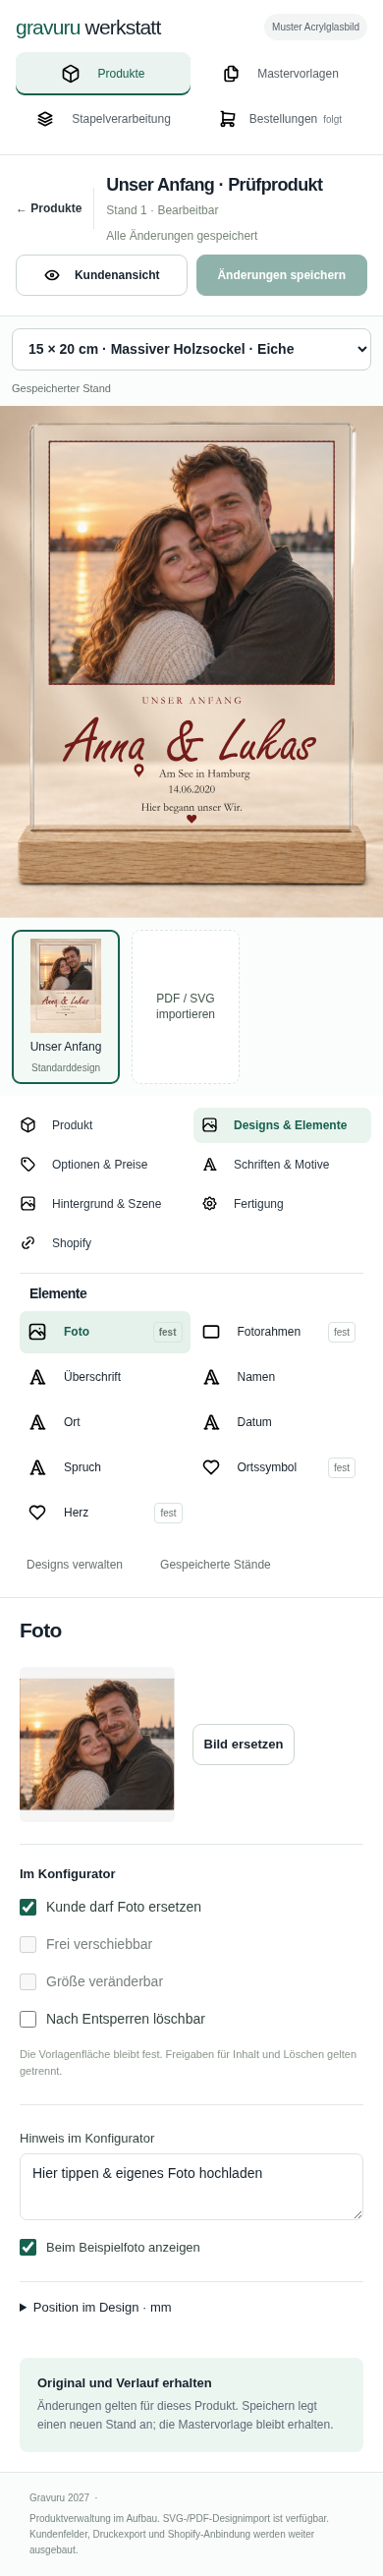 gravuru werkstatt
Muster Acrylglasbild
Produkte
Mastervorlagen
Stapelverarbeitung
Bestellungen folgt
← Produkte
Unser Anfang · Prüfprodukt
Stand 1 · Bearbeitbar
Alle Änderungen gespeichert
Kundenansicht
Änderungen speichern
15 × 20 cm · Massiver Holzsockel · Eiche
Gespeicherter Stand
UNSER ANFANG
Anna & Lukas
Am See in Hamburg
14.06.2020
Hier begann unser Wir.
Unser Anfang
Standarddesign
PDF / SVG
importieren
Produkt
Designs & Elemente
Optionen & Preise
Schriften & Motive
Hintergrund & Szene
Fertigung
Shopify
Elemente
Foto fest
Fotorahmen fest
Überschrift
Namen
Ort
Datum
Spruch
Ortssymbol fest
Herz fest
Designs verwalten
Gespeicherte Stände
Foto
Bild ersetzen
Im Konfigurator
Kunde darf Foto ersetzen
Frei verschiebbar
Größe veränderbar
Nach Entsperren löschbar
Die Vorlagenfläche bleibt fest. Freigaben für Inhalt und Löschen gelten
getrennt.
Hinweis im Konfigurator
Hier tippen & eigenes Foto hochladen
Beim Beispielfoto anzeigen
Position im Design · mm
Original und Verlauf erhalten
Änderungen gelten für dieses Produkt. Speichern legt
einen neuen Stand an; die Mastervorlage bleibt erhalten.
Gravuru 2027 ·
Produktverwaltung im Aufbau. SVG-/PDF-Designimport ist verfügbar.
Kundenfelder, Druckexport und Shopify-Anbindung werden weiter
ausgebaut.